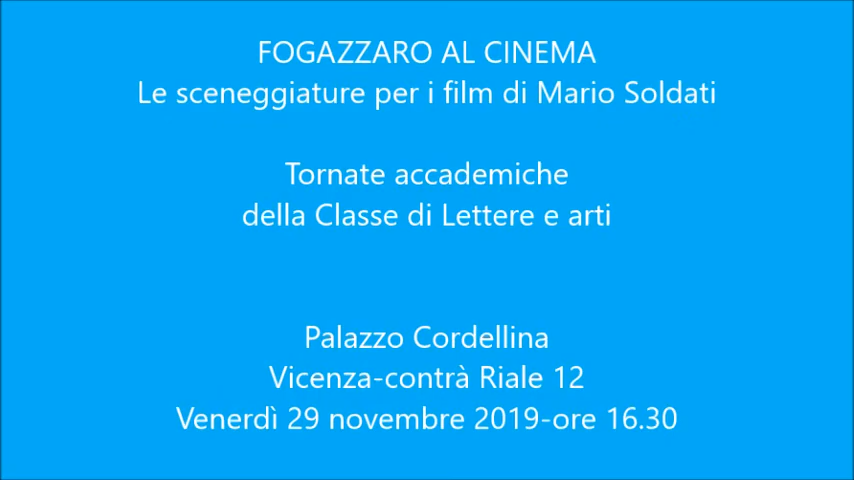 FOGAZZARO AL CINEMA
Le sceneggiature per i film di Mario Soldati
Tornate accademiche
della Classe di Lettere e arti
Palazzo Cordellina
Vicenza-contrà Riale 12
Venerdì 29 novembre 2019-ore 16.30